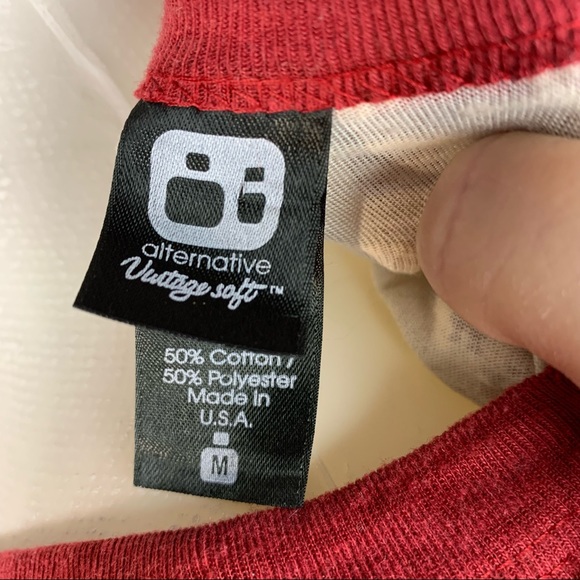 alternative
Vintage soft™
50% Cotton /
50% Polyester
Made in
U.S.A.
M